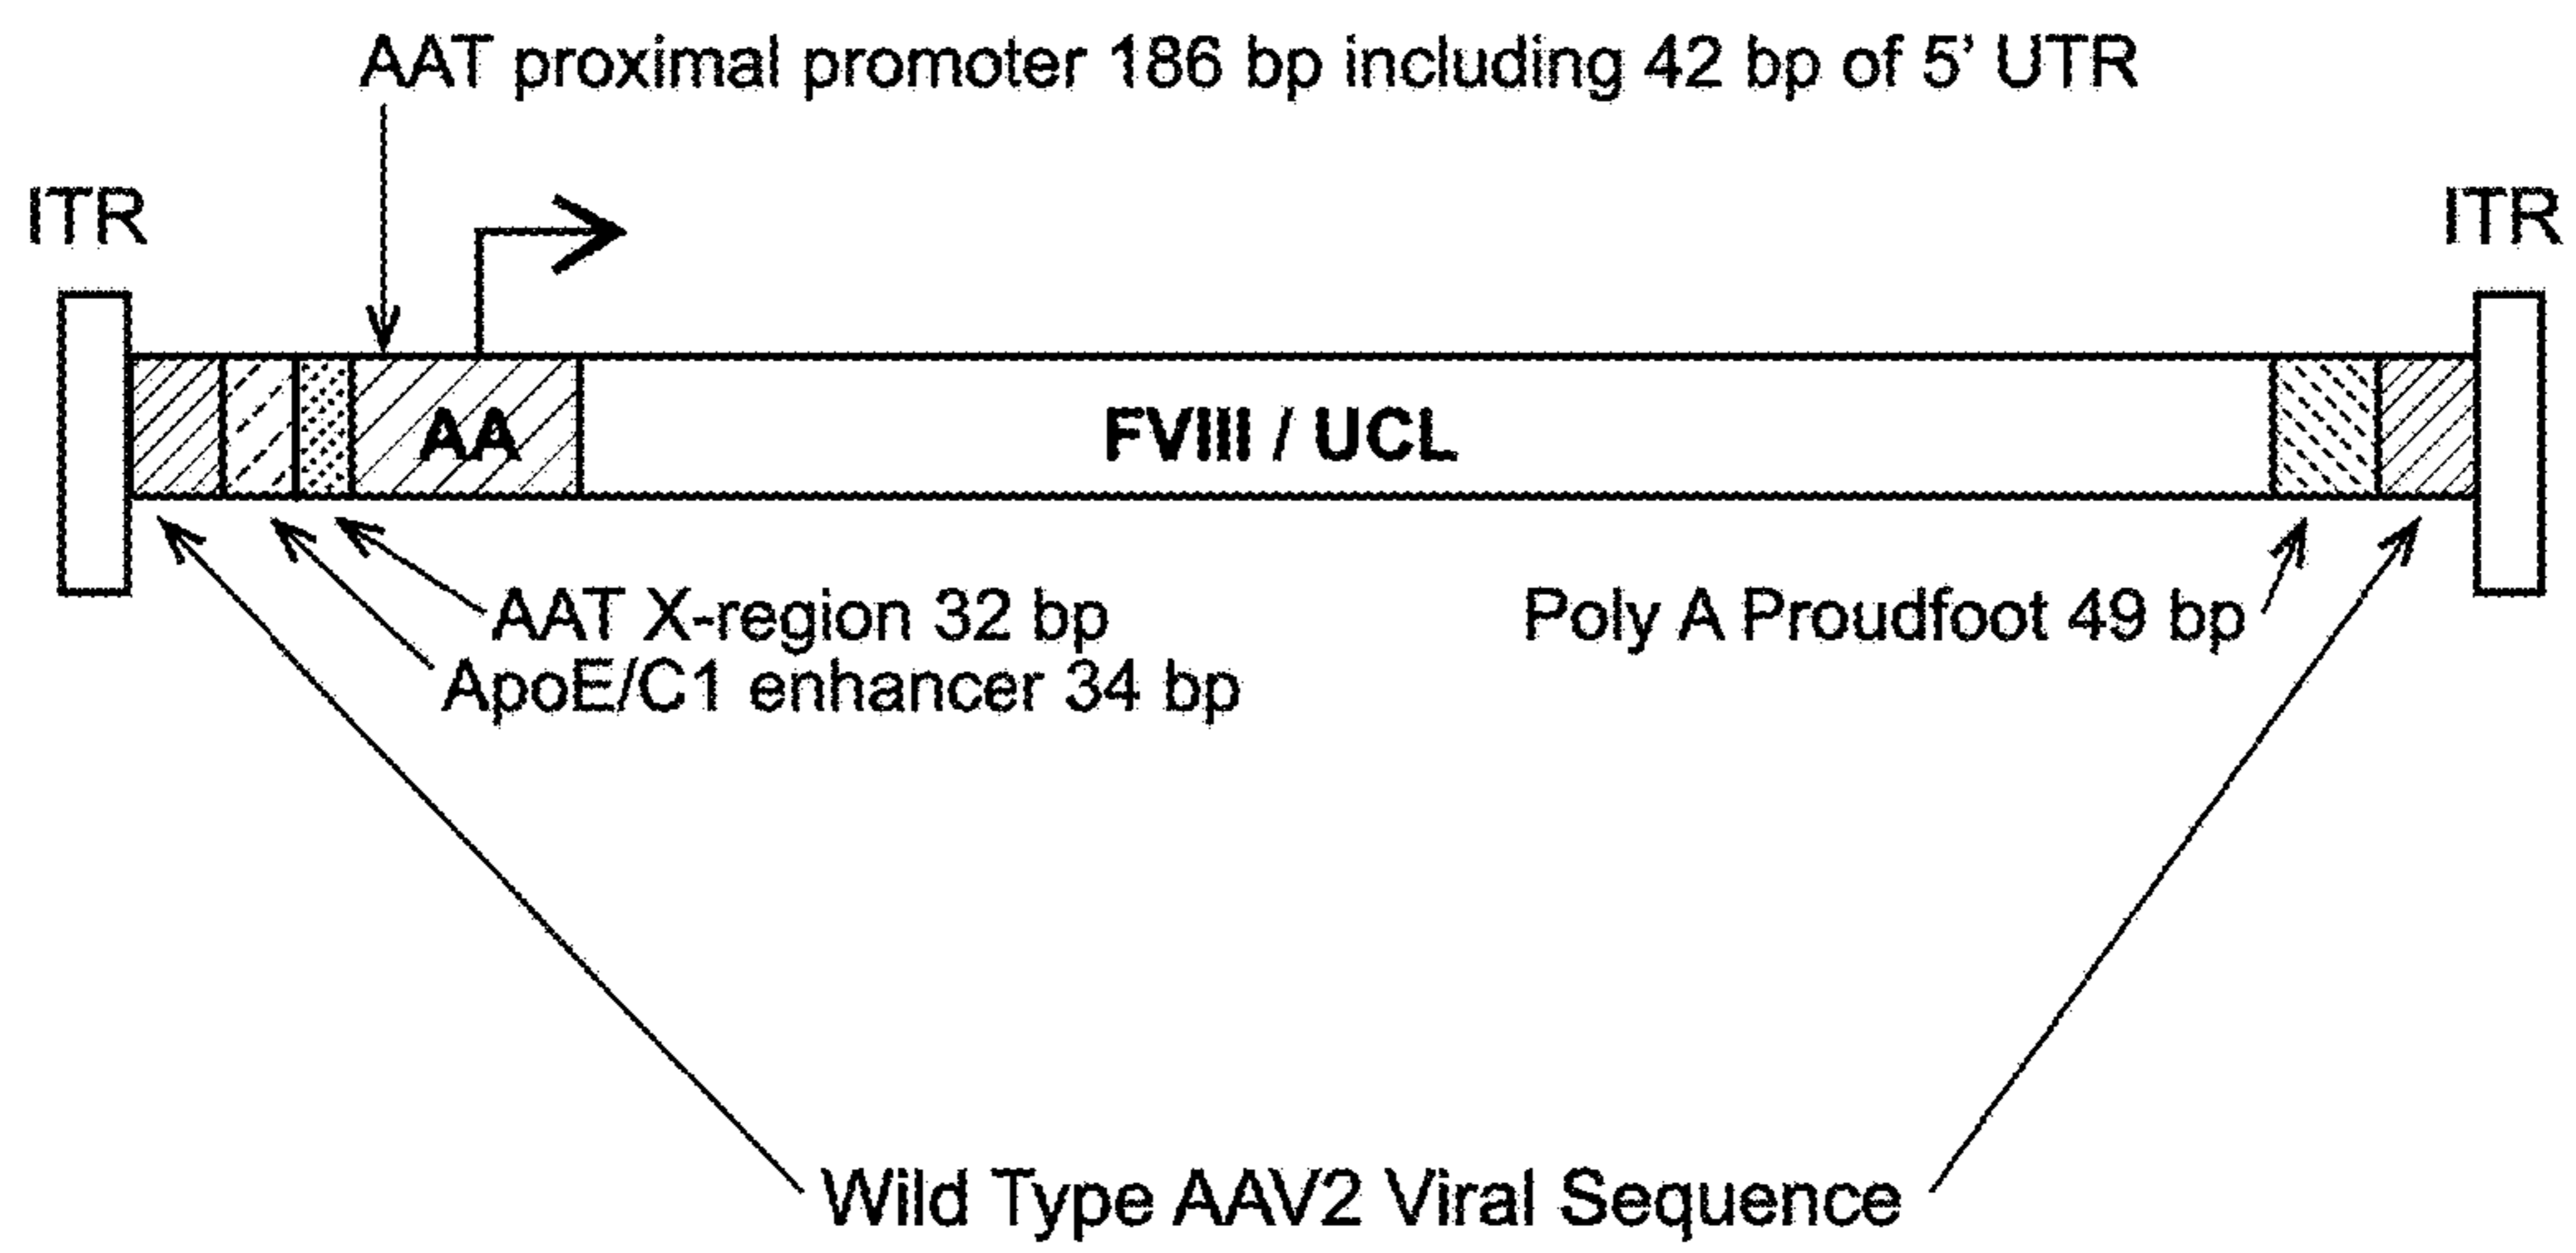 AAT proximal promoter 186 bp including 42 bp of 5' UTR
ITR
ITR
AA
FVIII / UCL
AAT X-region 32 bp
Poly A Proudfoot 49 bp
ApoE/C1 enhancer 34 bp
Wild Type AAV2 Viral Sequence